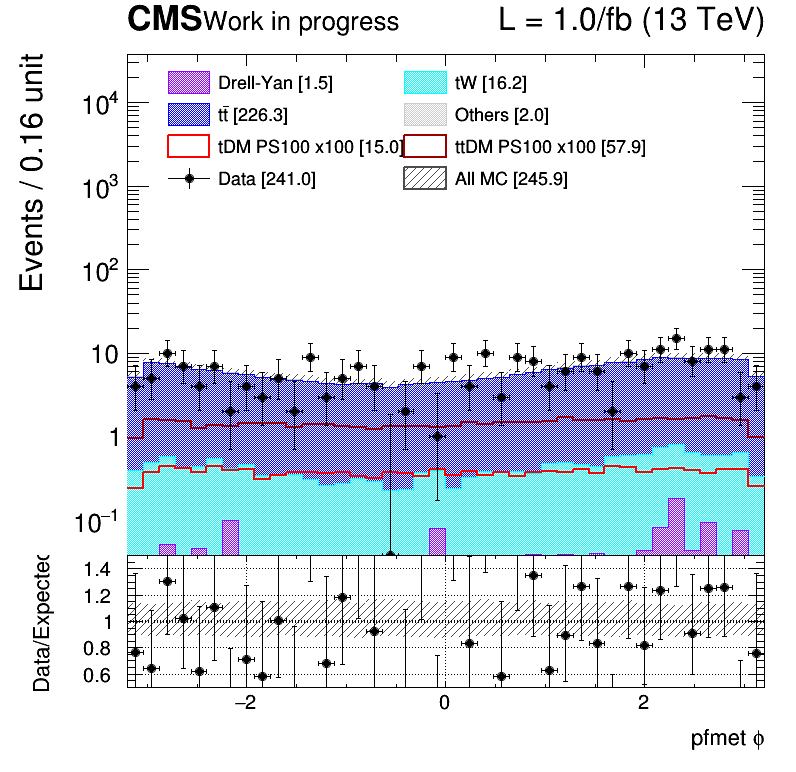 CMS Work in progress L = 1.0/fb (13 TeV)
Events / 0.16 unit
Drell-Yan [1.5] tW [16.2]
tt̄ [226.3] Others [2.0]
tDM PS100 x100 [15.0] ttDM PS100 x100 [57.9]
Data [241.0] All MC [245.9]
10⁴
10³
10²
10
1
10⁻¹
Data/Expected
1.4
1.2
1
0.8
0.6
−2 0 2
pfmet ϕ